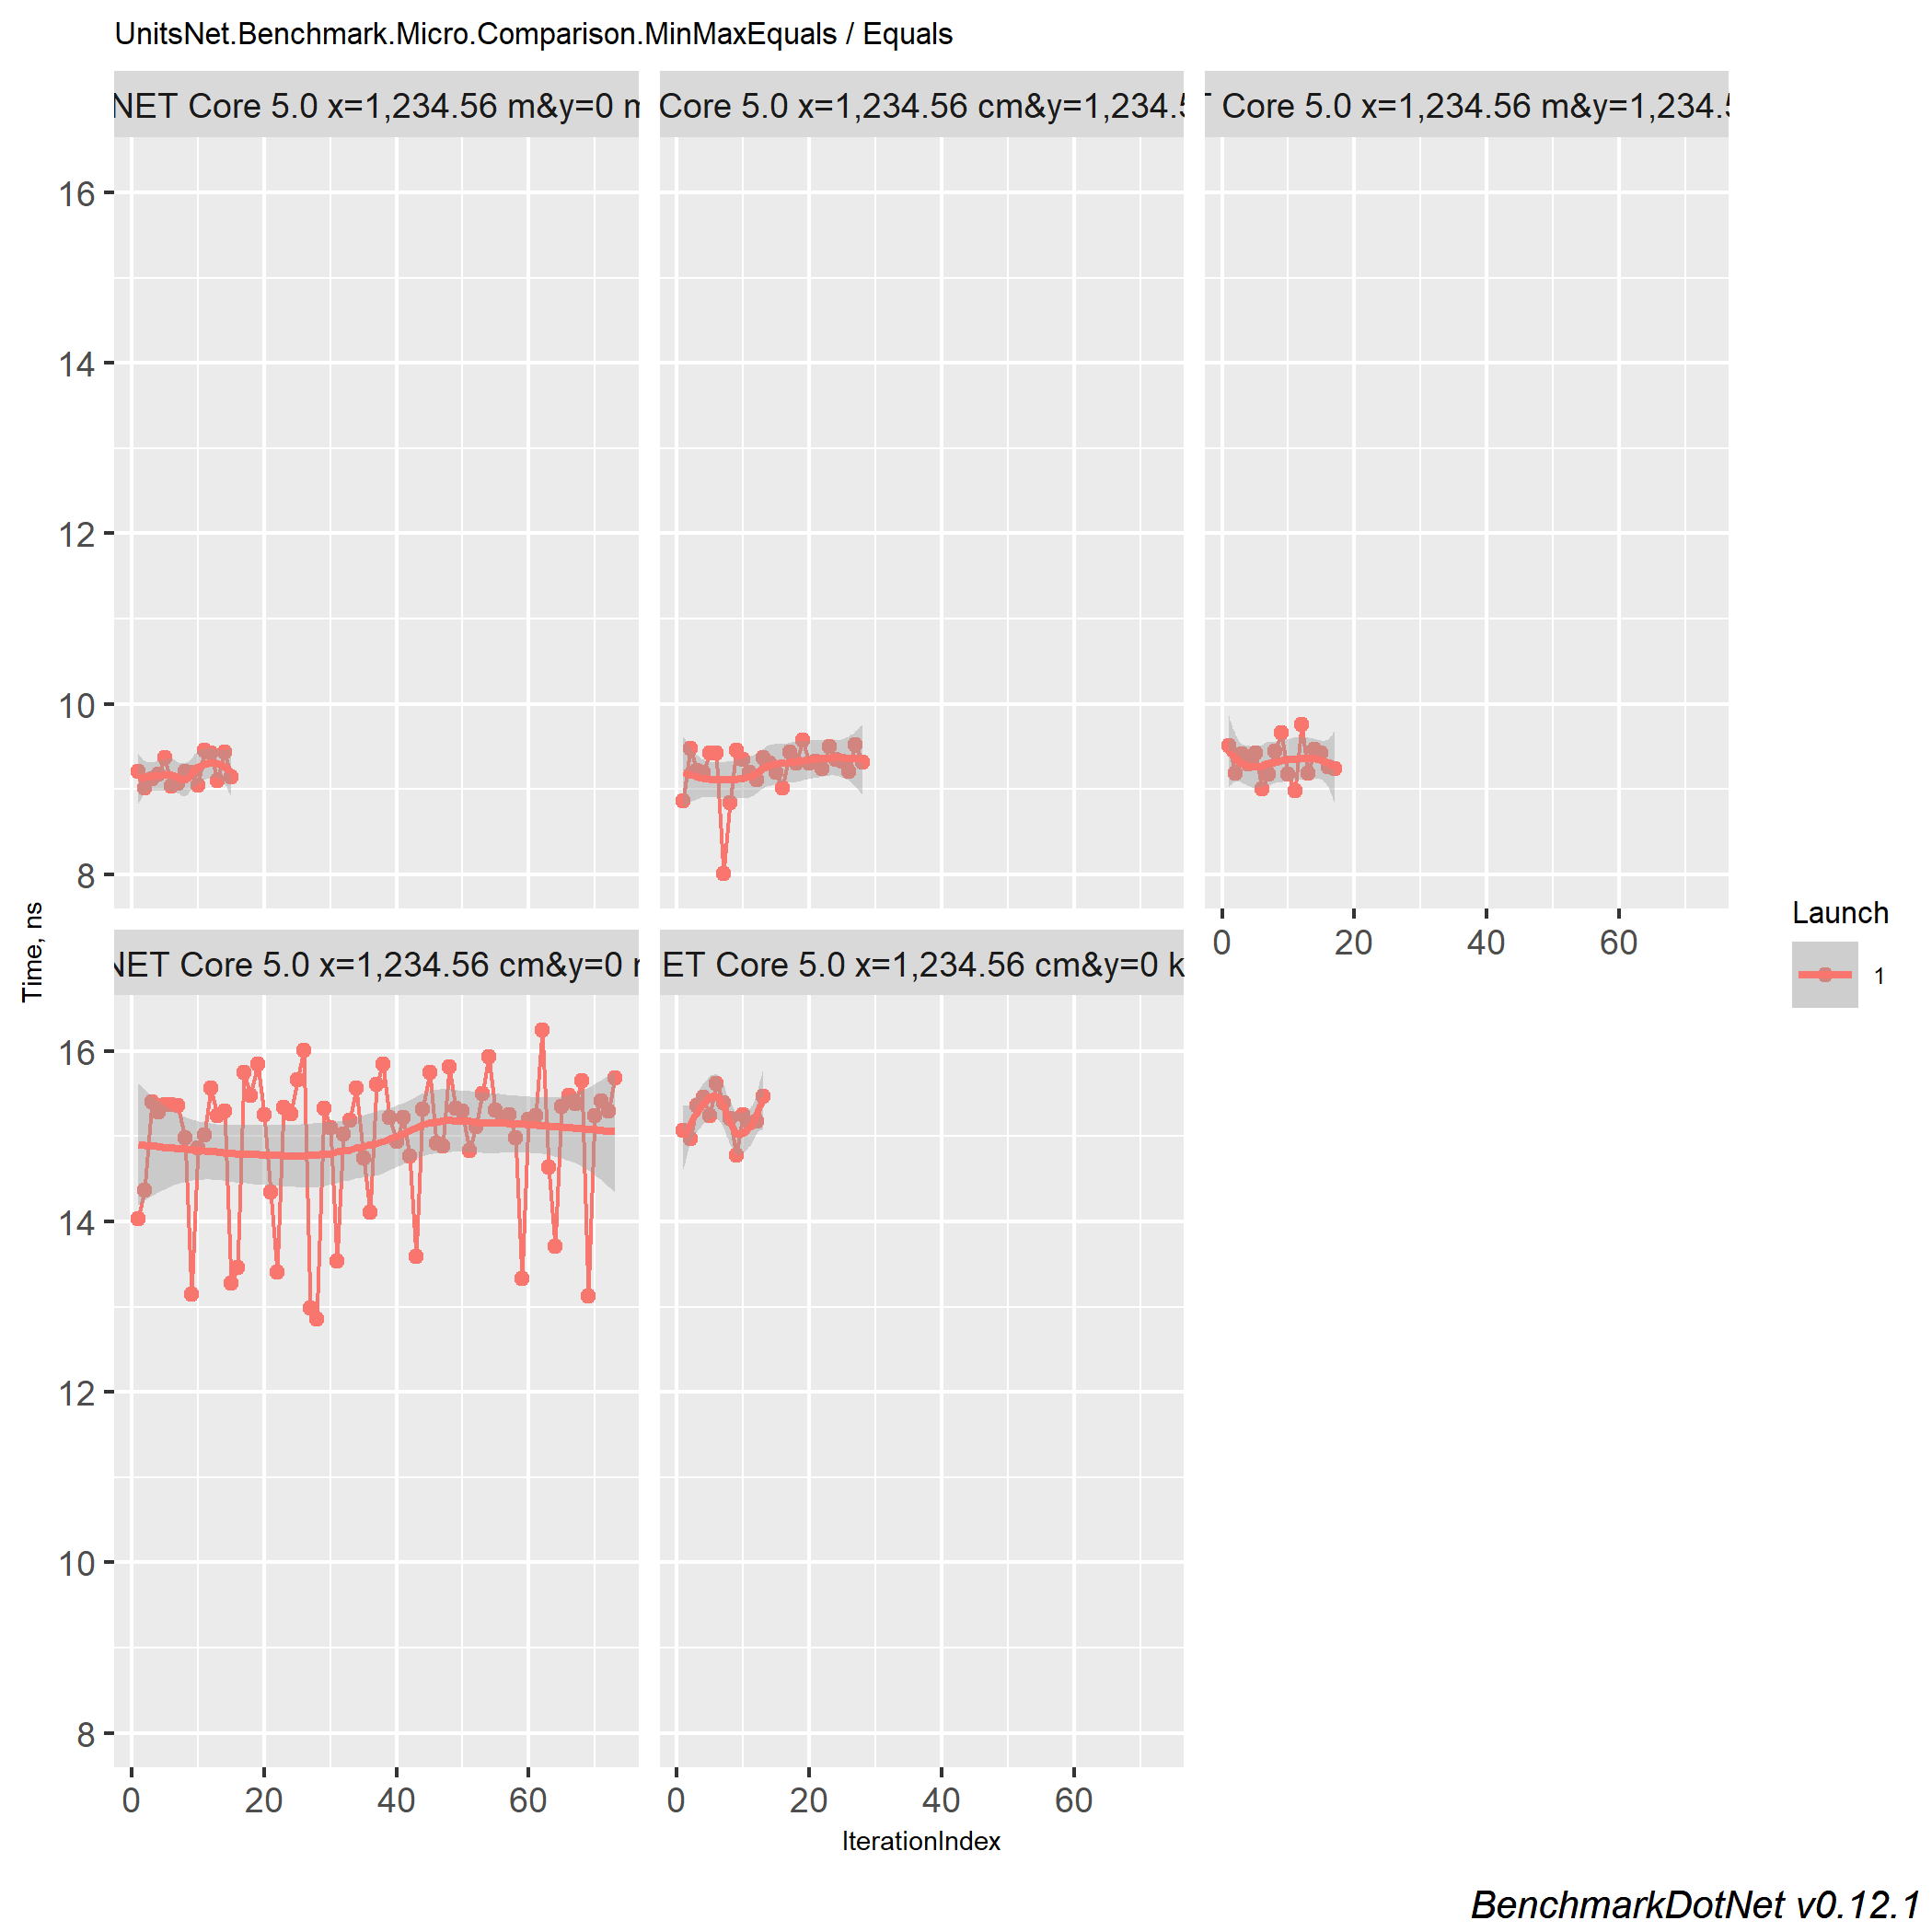 UnitsNet.Benchmark.Micro.Comparison.MinMaxEquals / Equals
NET Core 5.0 x=1,234.56 m&y=0
Core 5.0 x=1,234.56 cm&y=1,234.5
Core 5.0 x=1,234.56 m&y=1,234.5
16
14
12
10
8
0 20 40 60
NET Core 5.0 x=1,234.56 cm&y=0
ET Core 5.0 x=1,234.56 cm&y=0 k
16
14
12
10
8
0 20 40 60
0 20 40 60
Time, ns
IterationIndex
Launch
1
BenchmarkDotNet v0.12.1